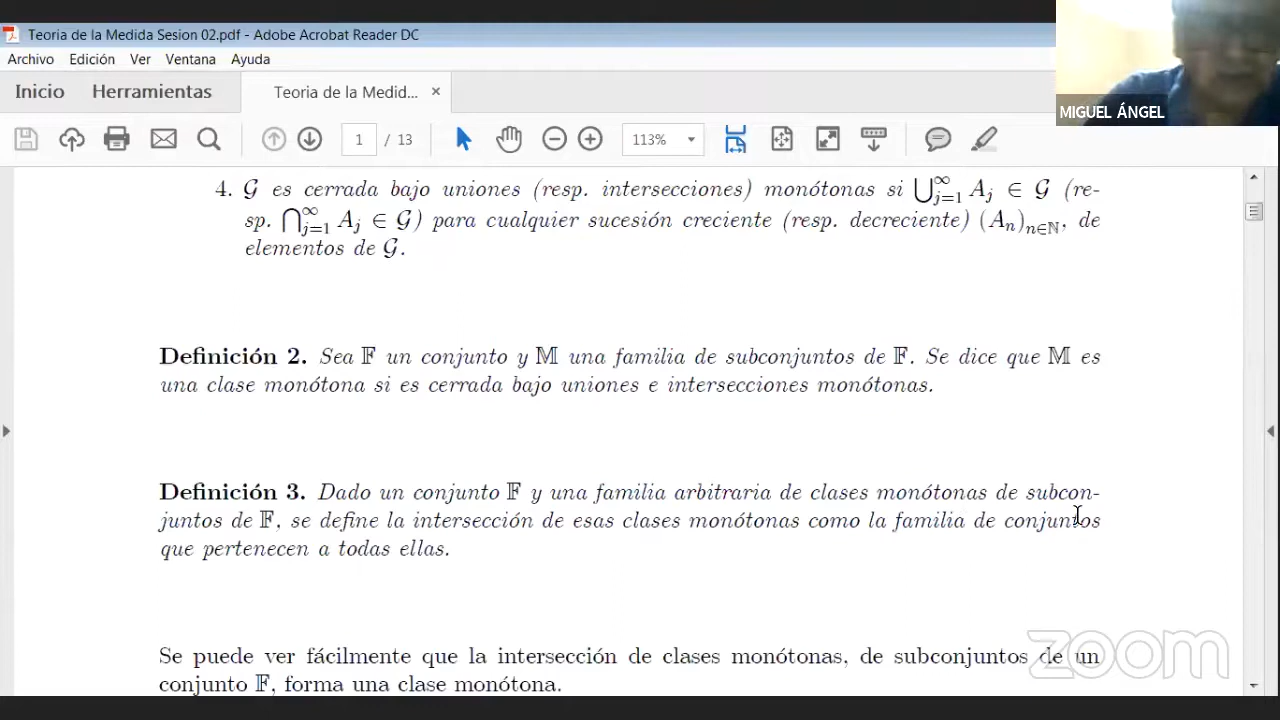 Teoria de la Medida Sesion 02.pdf - Adobe Acrobat Reader DC
Archivo Edición Ver Ventana Ayuda
Inicio Herramientas Teoria de la Medid... ×
1 / 13 113%
MIGUEL ÁNGEL
4. 𝒢 es cerrada bajo uniones (resp. intersecciones) monótonas si ⋃_{j=1}^∞ A_j ∈ 𝒢 (re-
sp. ⋂_{j=1}^∞ A_j ∈ 𝒢) para cualquier sucesión creciente (resp. decreciente) (A_n)_{n∈ℕ}, de
elementos de 𝒢.
Definición 2. Sea 𝔽 un conjunto y 𝕄 una familia de subconjuntos de 𝔽. Se dice que 𝕄 es
una clase monótona si es cerrada bajo uniones e intersecciones monótonas.
Definición 3. Dado un conjunto 𝔽 y una familia arbitraria de clases monótonas de subcon-
juntos de 𝔽, se define la intersección de esas clases monótonas como la familia de conjuntos
que pertenecen a todas ellas.
Se puede ver fácilmente que la intersección de clases monótonas, de subconjuntos de un
conjunto 𝔽, forma una clase monótona.
zoom